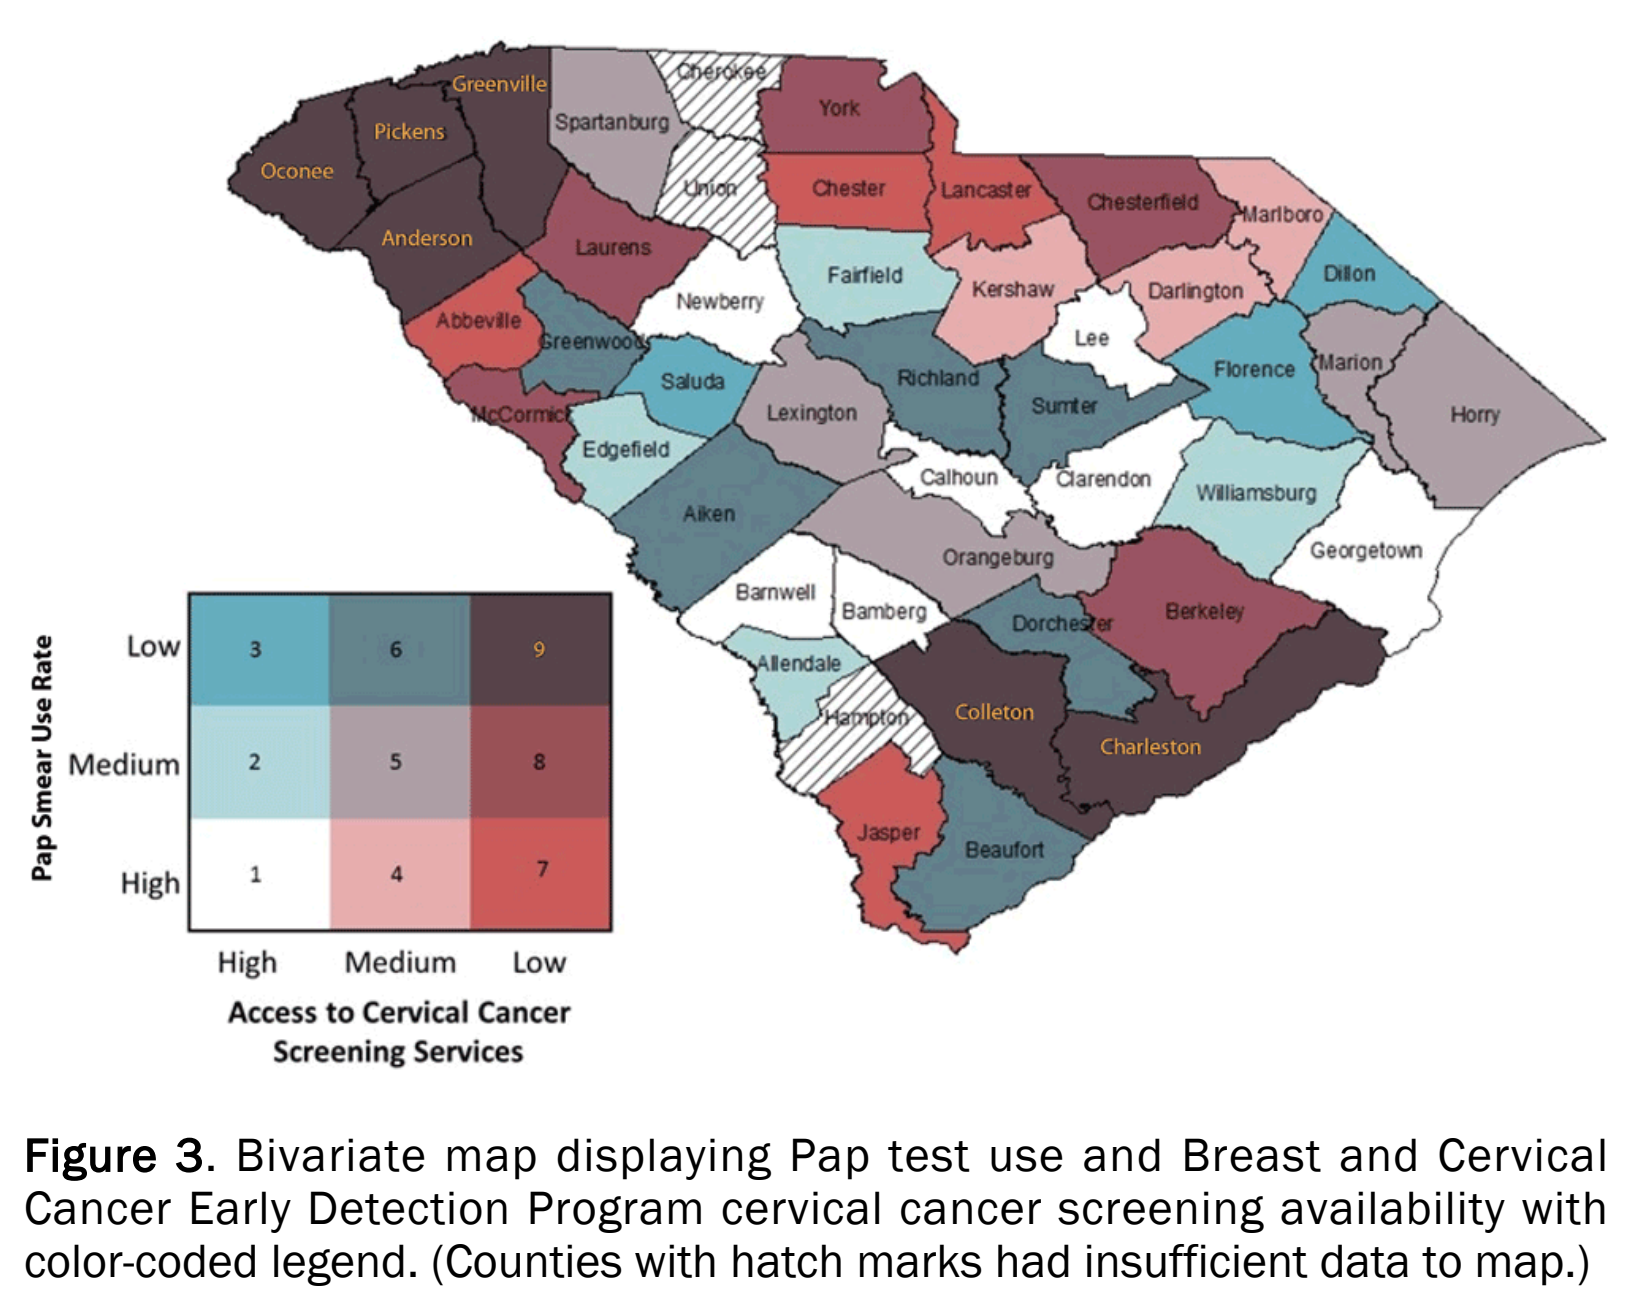 Greenville
Cherokee
York
Spartanburg
Pickens
Oconee
Union
Chester
Lancaster
Chesterfield
Marlboro
Anderson
Laurens
Fairfield
Kershaw
Darlington
Dillon
Newberry
Abbeville
Greenwood
Lee
Marion
Florence
Saluda
Richland
Sumter
Lexington
Horry
McCormick
Edgefield
Calhoun
Clarendon
Williamsburg
Aiken
Orangeburg
Georgetown
Barnwell
Bamberg
Dorchester
Berkeley
Allendale
Hampton
Colleton
Charleston
Jasper
Beaufort
Pap Smear Use Rate
Low 3 6 9
Medium 2 5 8
High 1 4 7
High Medium Low
Access to Cervical Cancer
Screening Services
Figure 3. Bivariate map displaying Pap test use and Breast and Cervical
Cancer Early Detection Program cervical cancer screening availability with
color-coded legend. (Counties with hatch marks had insufficient data to map.)